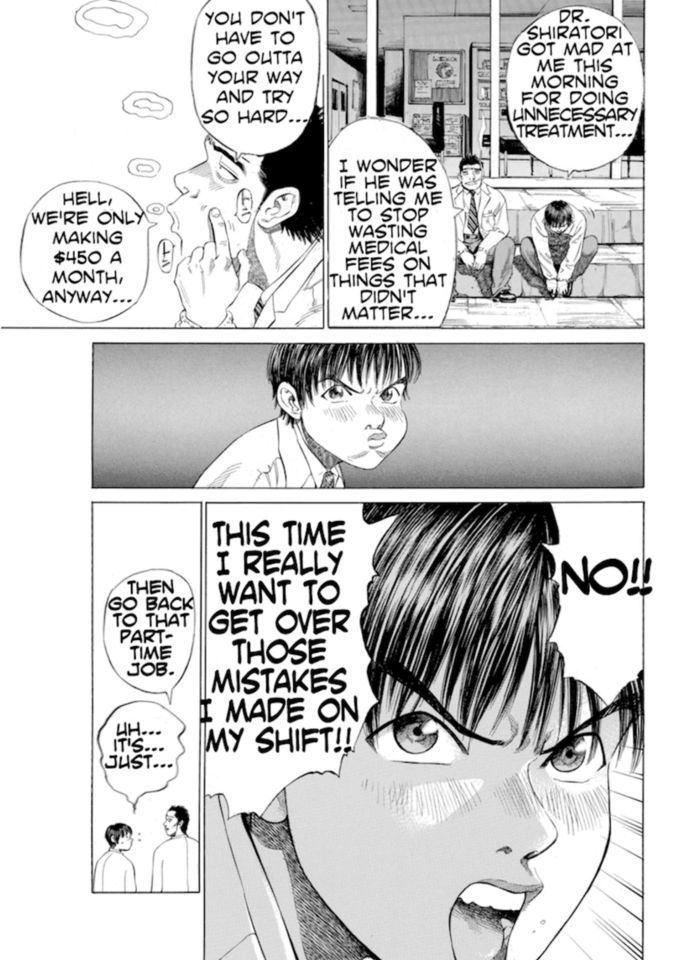 DR.
SHIRATORI
GOT MAD AT
ME THIS
MORNING
FOR DOING
UNNECESSARY
TREATMENT...
I WONDER
IF HE WAS
TELLING ME
TO STOP
WASTING
MEDICAL
FEES ON
THINGS THAT
DIDN'T
MATTER...
YOU DON'T
HAVE TO
GO OUTTA
YOUR WAY
AND TRY
SO HARD...
HELL,
WE'RE ONLY
MAKING
$450 A
MONTH,
ANYWAY...
NO!!
THIS TIME
I REALLY
WANT TO
GET OVER
THOSE
MISTAKES
I MADE ON
MY SHIFT!!
THEN
GO BACK
TO THAT
PART-
TIME
JOB.
UH...
IT'S...
JUST...